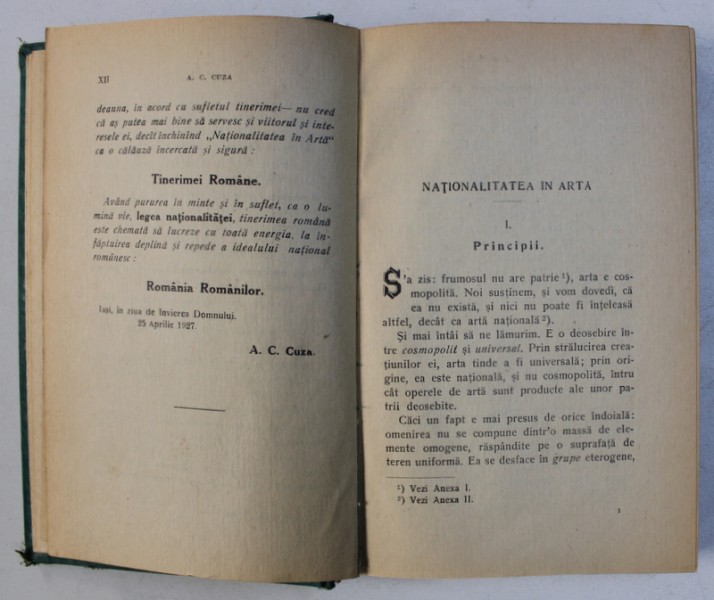 XII
A. C. CUZA
deauna, în acord cu sufletul tinerimei— nu cred
că aș putea mai bine să servesc și viitorul și inte-
resele ei, decît închinînd „Naționalitatea în Artă“
ca o călăuză încercată și sigură :
Tinerimei Române.
Având pururea în minte și în suflet, ca o lu-
mină vie, legea naționalităței, tinerimea română
este chemată să lucreze cu toată energia, la în-
făptuirea deplină și repede a idealului național
românesc :
România Românilor.
Iași, în ziua de Învierea Domnului.
25 Aprilie 1927.
A. C. Cuza.
NAȚIONALITATEA IN ARTA
I.
Principii.
S'a zis: frumosul nu are patrie¹), arta e cos-
mopolită. Noi susținem, și vom dovedi, că
ea nu există, și nici nu poate fi înțeleasă
altfel, decât ca artă națională²).
Și mai întâi să ne lămurim. E o deosebire în-
tre cosmopolit și universal. Prin strălucirea crea-
țiunilor ei, arta tinde a fi universală; prin ori-
gine, ea este națională, și nu cosmopolită, întru
cât operele de artă sunt producte ale unor pa-
trii deosebite.
Căci un fapt e mai presus de orice îndoială:
omenirea nu se compune dintr'o massă de ele-
mente omogene, răspândite pe o suprafață de
teren uniformă. Ea se desface în grupe eterogene,
¹) Vezi Anexa I.
²) Vezi Anexa II.
1